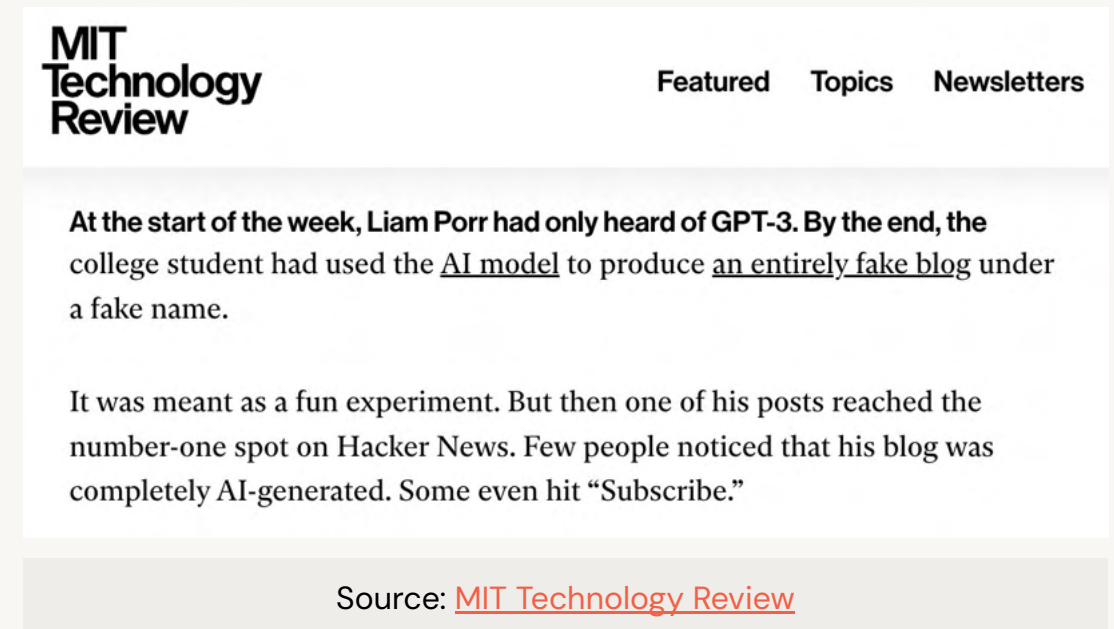 MIT
Technology
Review
Featured Topics Newsletters
At the start of the week, Liam Porr had only heard of GPT-3. By the end, the
college student had used the AI model to produce an entirely fake blog under
a fake name.
It was meant as a fun experiment. But then one of his posts reached the
number-one spot on Hacker News. Few people noticed that his blog was
completely AI-generated. Some even hit “Subscribe.”
Source: MIT Technology Review